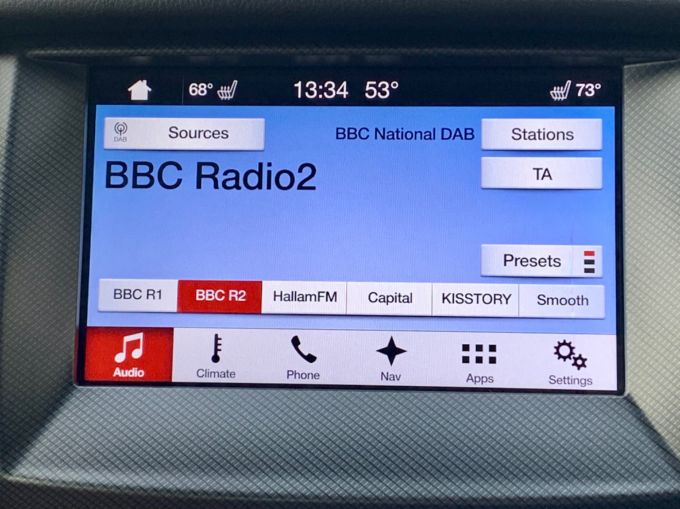 68° 13:34 53° 73°
DAB Sources BBC National DAB Stations
BBC Radio2 TA
Presets
BBC R1 BBC R2 HallamFM Capital KISSTORY Smooth
Audio Climate Phone Nav Apps Settings